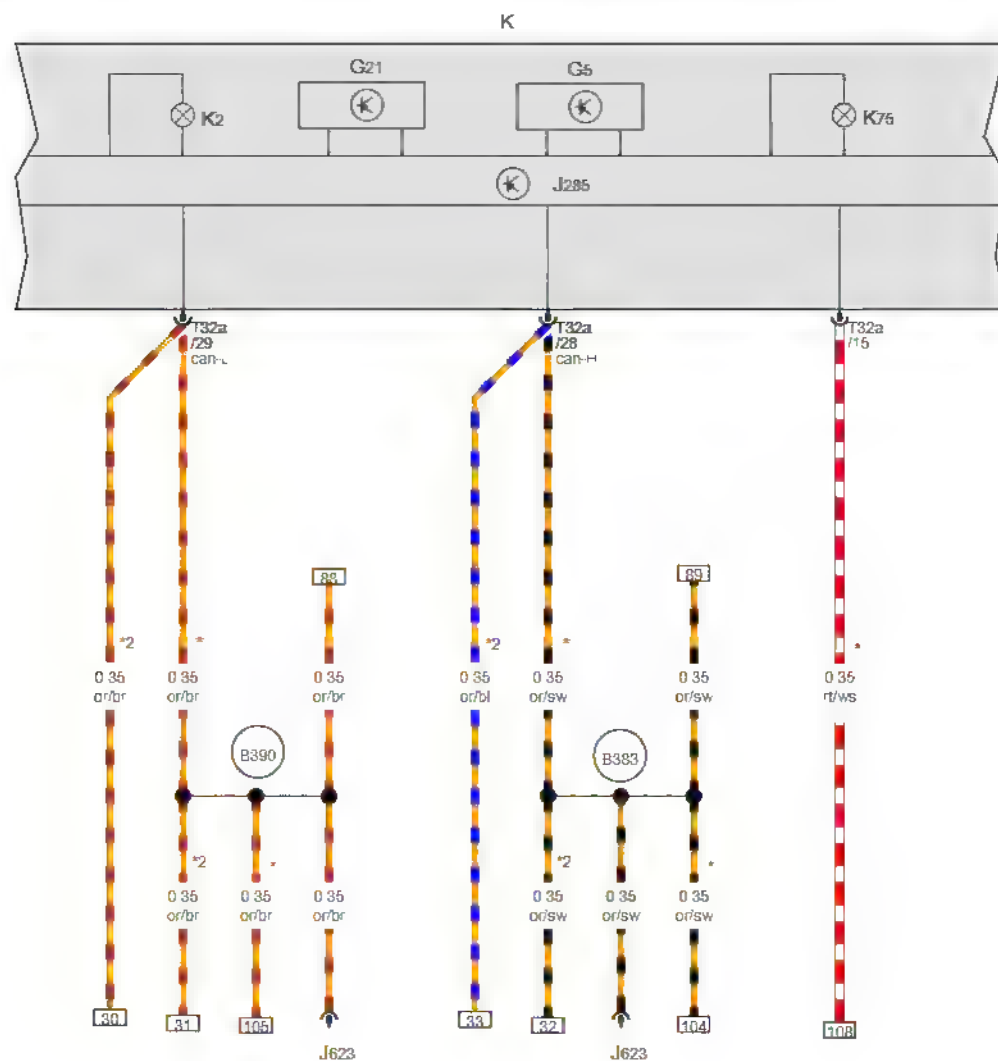 K
G21
G5
K2
K75
J285
T32a
/29
can-L
T32a
/28
can-H
T32a
/15
88
89
*2
*
*2
*
*
0 35
or/br
0 35
or/br
0 35
or/br
0 35
or/bl
0 35
or/sw
0 35
or/sw
0 35
rt/ws
B390
B383
*2
*
*2
*
0 35
or/br
0 35
or/br
0 35
or/br
0 35
or/sw
0 35
or/sw
0 35
or/sw
30
31
105
33
32
104
108
J623
J623